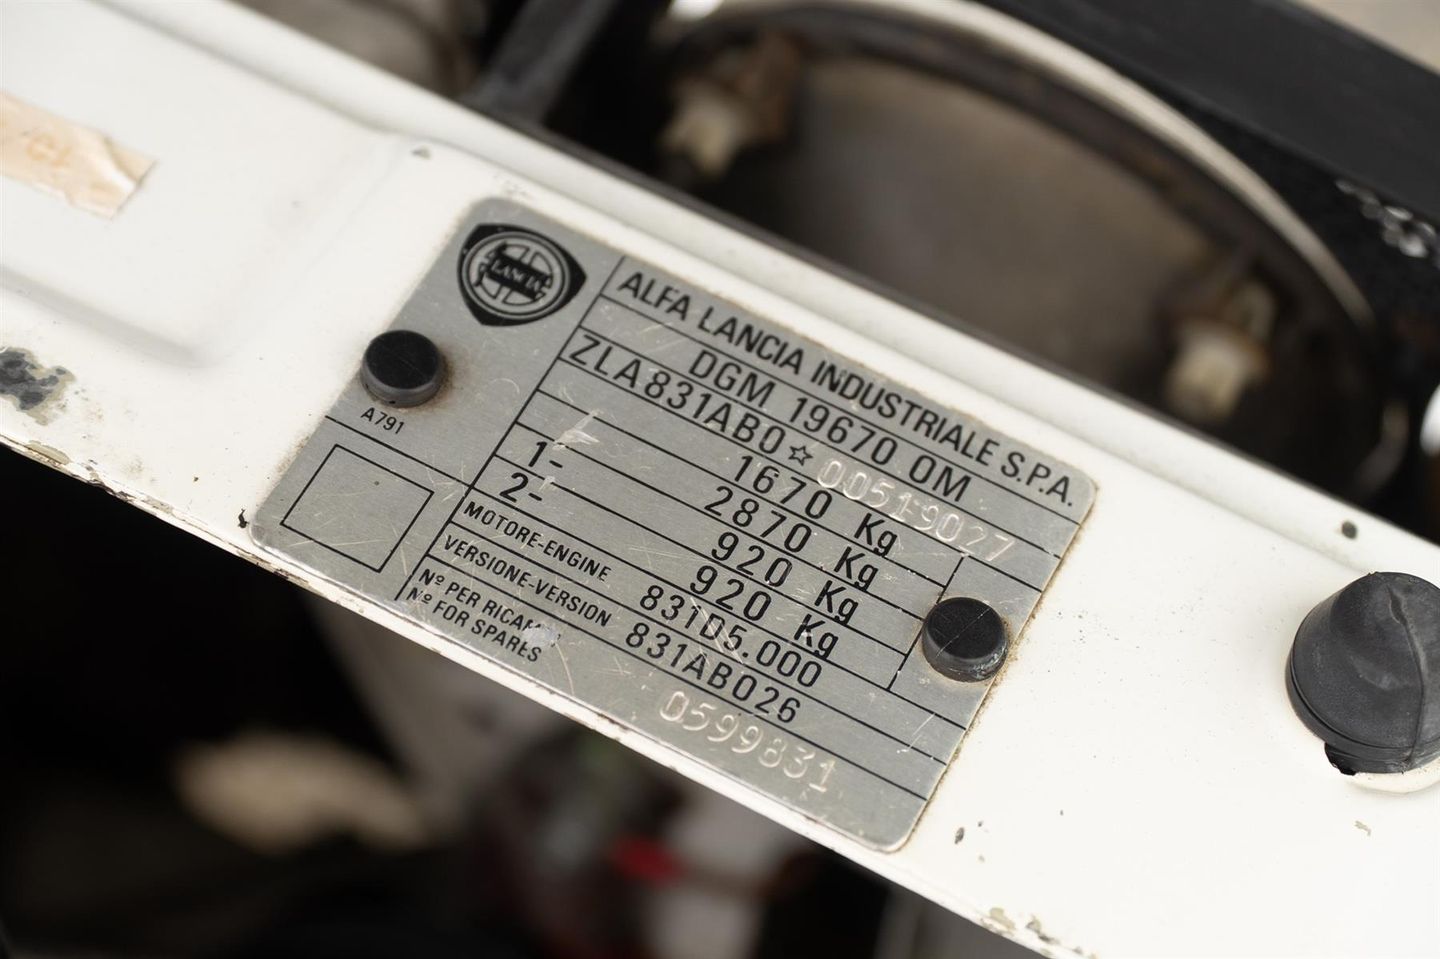 LANCIA
ALFA LANCIA INDUSTRIALE S.P.A.
DGM 19670 OM
ZLA831AB0☆00519027
1670 Kg
2870 Kg
1- 920 Kg
2- 920 Kg
MOTORE-ENGINE 831D5.000
VERSIONE-VERSION 831AB026
Nº PER RICAMBI
Nº FOR SPARES
0599831
A791